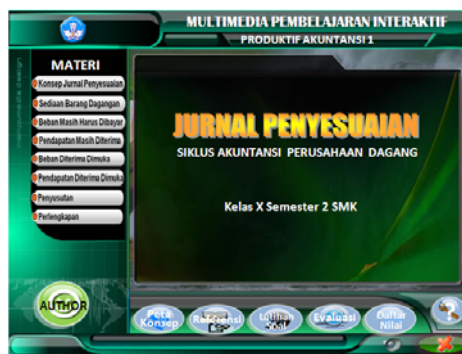 MULTIMEDIA PEMBELAJARAN INTERAKTIF
PRODUKTIF AKUNTANSI 1
MATERI
Konsep Jurnal Penyesuaian
Sediaan Barang Dagangan
Beban Masih Harus Dibayar
Pendapatan Masih Diterima
Beban Diterima Dimuka
Pendapatan Diterima Dimuka
Penyusutan
Perlengkapan
JURNAL PENYESUAIAN
SIKLUS AKUNTANSI PERUSAHAAN DAGANG
Kelas X Semester 2 SMK
AUTHOR
Peta Konsep
Referensi
Latihan Soal
Evaluasi
Daftar Nilai